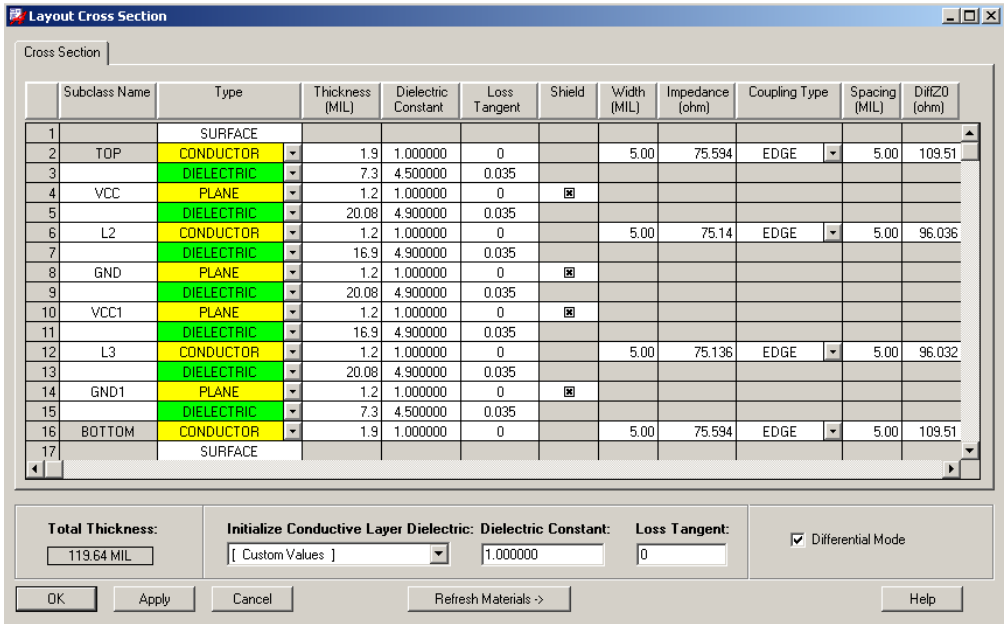 Layout Cross Section
Cross Section
Subclass Name Type Thickness (MIL) Dielectric Constant Loss Tangent Shield Width (MIL) Impedance (ohm) Coupling Type Spacing (MIL) DiffZ0 (ohm)
1 SURFACE
2 TOP CONDUCTOR 1.9 1.000000 0 5.00 75.594 EDGE 5.00 109.51
3 DIELECTRIC 7.3 4.500000 0.035
4 VCC PLANE 1.2 1.000000 0
5 DIELECTRIC 20.08 4.900000 0.035
6 L2 CONDUCTOR 1.2 1.000000 0 5.00 75.14 EDGE 5.00 96.036
7 DIELECTRIC 16.9 4.900000 0.035
8 GND PLANE 1.2 1.000000 0
9 DIELECTRIC 20.08 4.900000 0.035
10 VCC1 PLANE 1.2 1.000000 0
11 DIELECTRIC 16.9 4.900000 0.035
12 L3 CONDUCTOR 1.2 1.000000 0 5.00 75.136 EDGE 5.00 96.032
13 DIELECTRIC 20.08 4.900000 0.035
14 GND1 PLANE 1.2 1.000000 0
15 DIELECTRIC 7.3 4.500000 0.035
16 BOTTOM CONDUCTOR 1.9 1.000000 0 5.00 75.594 EDGE 5.00 109.51
17 SURFACE
Total Thickness: Initialize Conductive Layer Dielectric: Dielectric Constant: Loss Tangent:
119.64 MIL [ Custom Values ] 1.000000 0 Differential Mode
OK Apply Cancel Refresh Materials -> Help